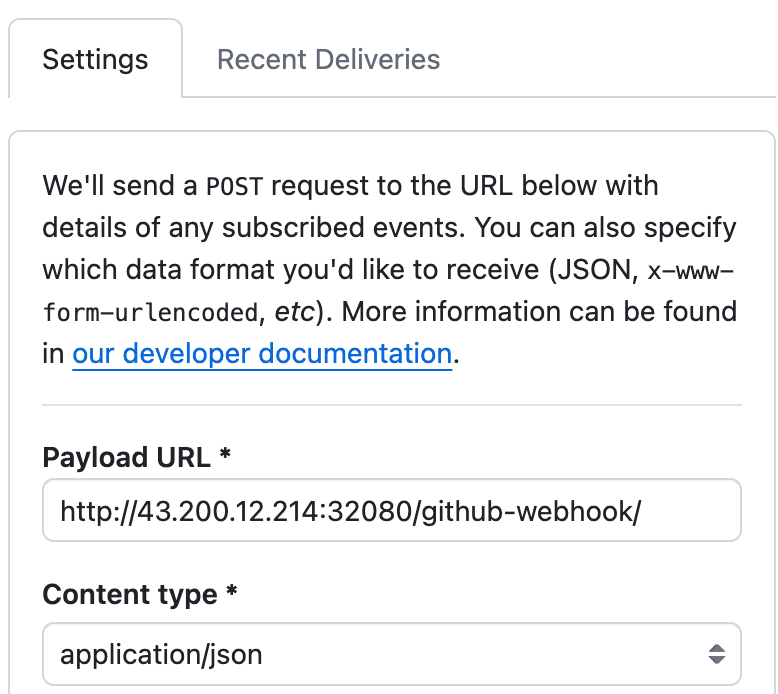 Settings
Recent Deliveries
We'll send a POST request to the URL below with
details of any subscribed events. You can also specify
which data format you'd like to receive (JSON, x-www-
form-urlencoded, etc). More information can be found
in our developer documentation.
Payload URL *
http://43.200.12.214:32080/github-webhook/
Content type *
application/json